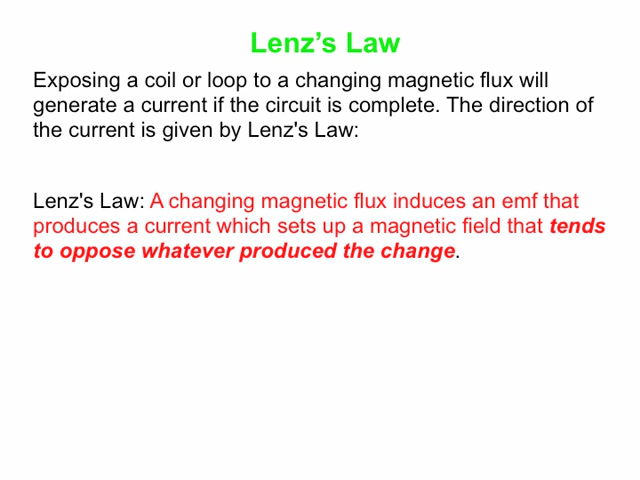 Lenz’s Law
Exposing a coil or loop to a changing magnetic flux will
generate a current if the circuit is complete. The direction of
the current is given by Lenz's Law:
Lenz's Law: A changing magnetic flux induces an emf that
produces a current which sets up a magnetic field that tends
to oppose whatever produced the change.